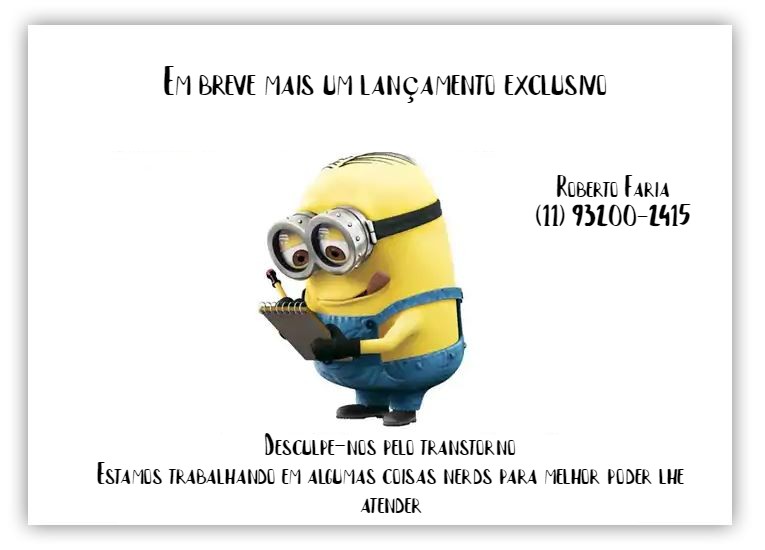 Em breve mais um lançamento exclusivo
Roberto Faria
(11) 93200-2415
Desculpe-nos pelo transtorno
Estamos trabalhando em algumas coisas nerds para melhor poder lhe
atender